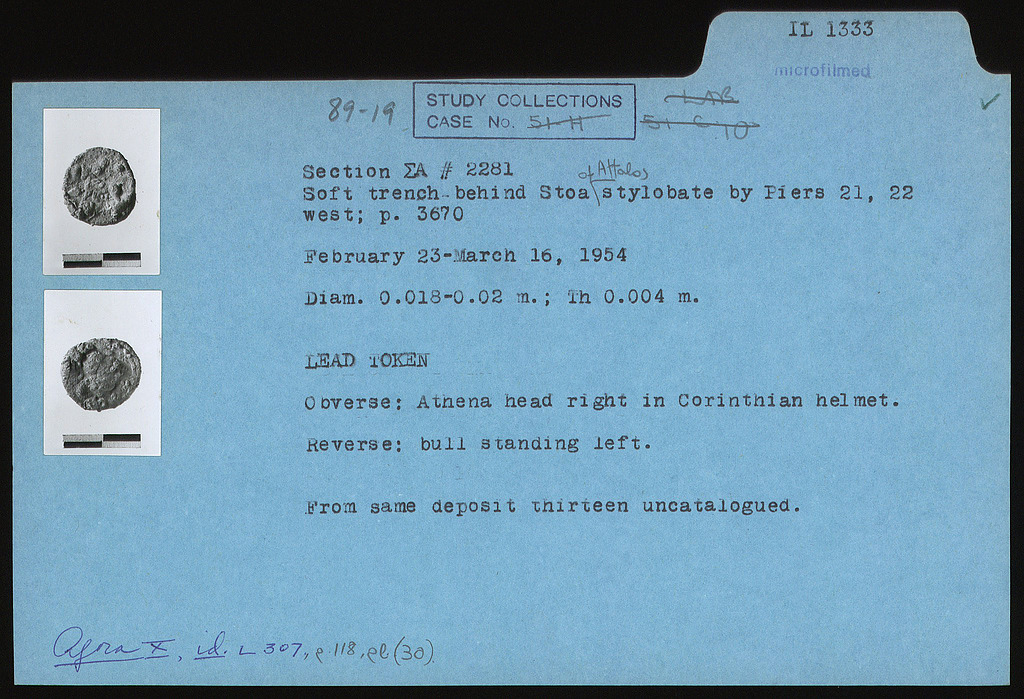 IL 1333
microfilmed
89-19
STUDY COLLECTIONS
CASE No. 51-H
LAB
51 C 10
✓
Section ΣA # 2281
of Attalos
Soft trench behind Stoa\stylobate by Piers 21, 22
west; p. 3670
February 23-March 16, 1954
Diam. 0.018-0.02 m.; Th 0.004 m.
LEAD TOKEN
Obverse: Athena head right in Corinthian helmet.
Reverse: bull standing left.
From same deposit thirteen uncatalogued.
Agora X, id. L 307, p. 118, pl (30)